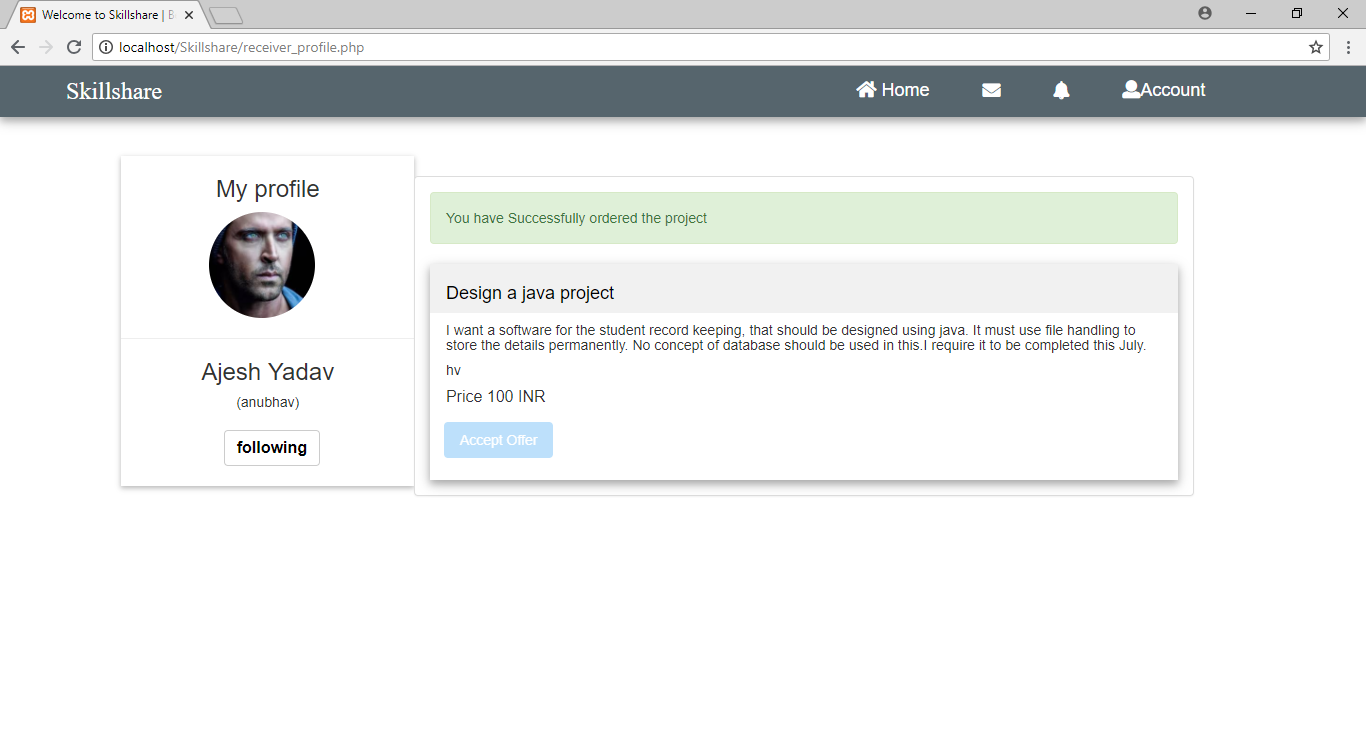 Welcome to Skillshare |
localhost/Skillshare/receiver_profile.php
Skillshare
Home
Account
My profile
Ajesh Yadav
(anubhav)
following
You have Successfully ordered the project
Design a java project
I want a software for the student record keeping, that should be designed using java. It must use file handling to
store the details permanently. No concept of database should be used in this.I require it to be completed this July.
hv
Price 100 INR
Accept Offer